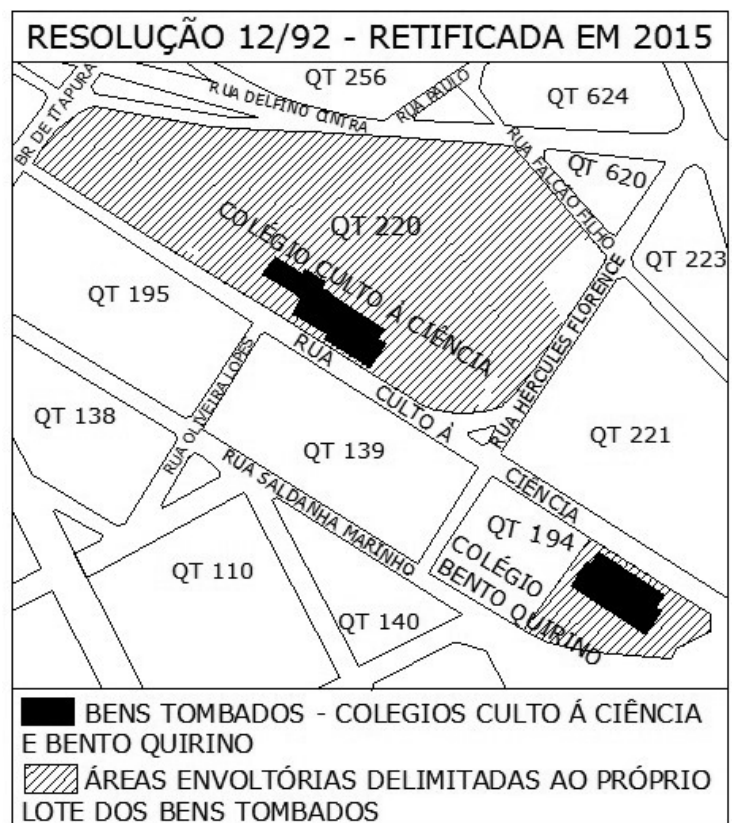 RESOLUÇÃO 12/92 - RETIFICADA EM 2015
QT 256
RUA PAULO
QT 624
BR. DE ITAPURA
RUA DELFINO CINTRA
RUA FALCÃO FILHO
QT 620
QT 220
QT 223
COLÉGIO CULTO Á CIÊNCIA
QT 195
RUA HÉRCULES FLORENCE
RUA CULTO Á CIÊNCIA
RUA OLIVEIRA LOPES
QT 138
QT 139
QT 221
RUA SALDANHA MARINHO
QT 194
COLÉGIO
BENTO QUIRINO
QT 110
QT 140
BENS TOMBADOS - COLEGIOS CULTO Á CIÊNCIA
E BENTO QUIRINO
ÁREAS ENVOLTÓRIAS DELIMITADAS AO PRÓPRIO
LOTE DOS BENS TOMBADOS